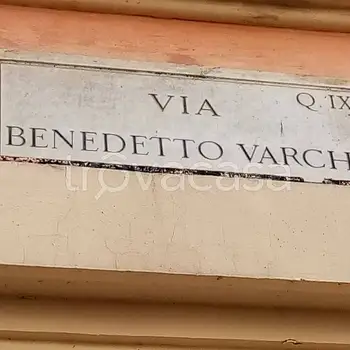 VIA Q. IX
BENEDETTO VARCH
trovacasa